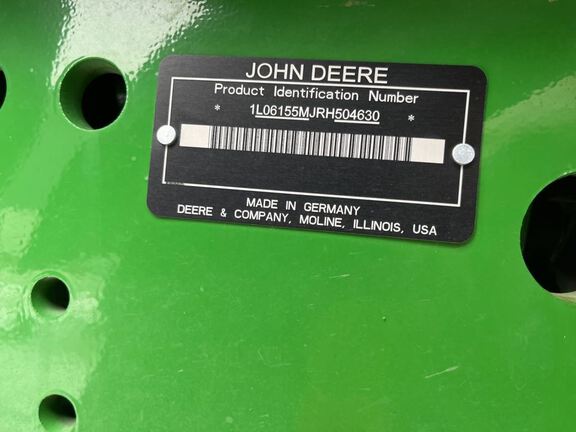 JOHN DEERE
Product Identification Number
* 1L06155MJRH504630 *
MADE IN GERMANY
DEERE & COMPANY, MOLINE, ILLINOIS, USA